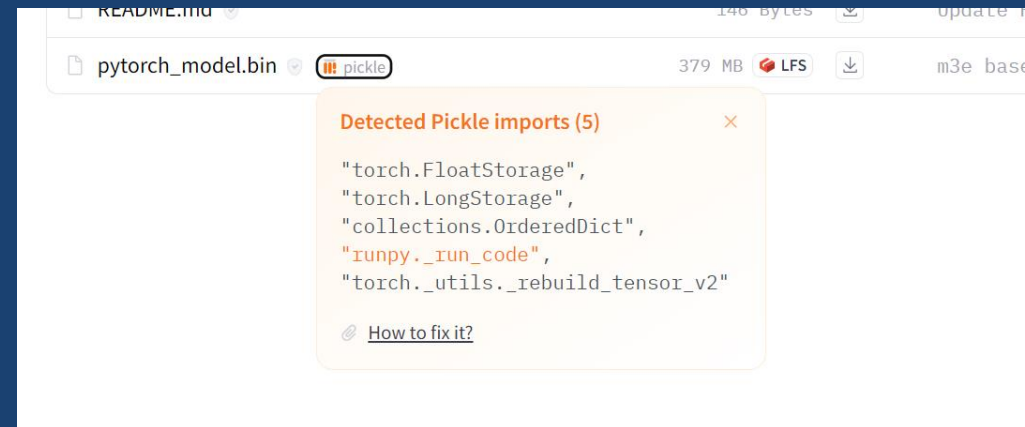 README.md 146 Bytes Update
pytorch_model.bin pickle 379 MB LFS m3e base
Detected Pickle imports (5)
"torch.FloatStorage",
"torch.LongStorage",
"collections.OrderedDict",
"runpy._run_code",
"torch._utils._rebuild_tensor_v2"
How to fix it?